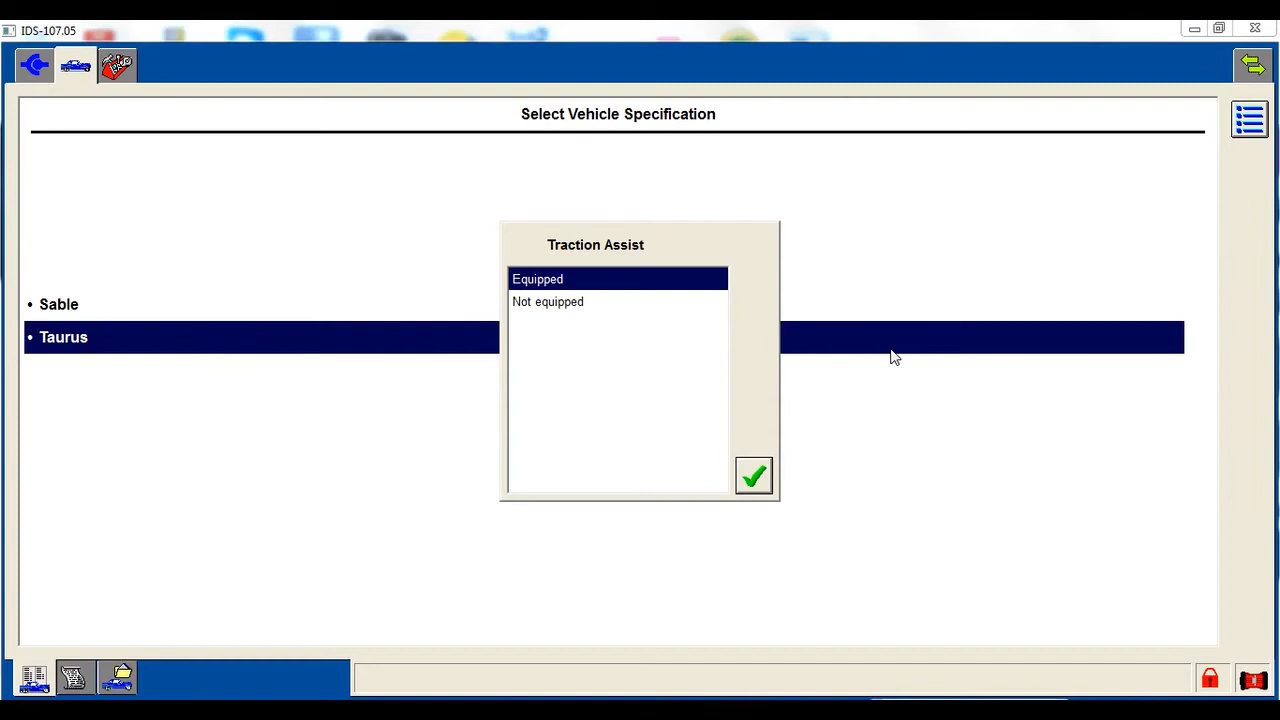 IDS-107.05
Select Vehicle Specification
Traction Assist
Equipped
Not equipped
• Sable
• Taurus